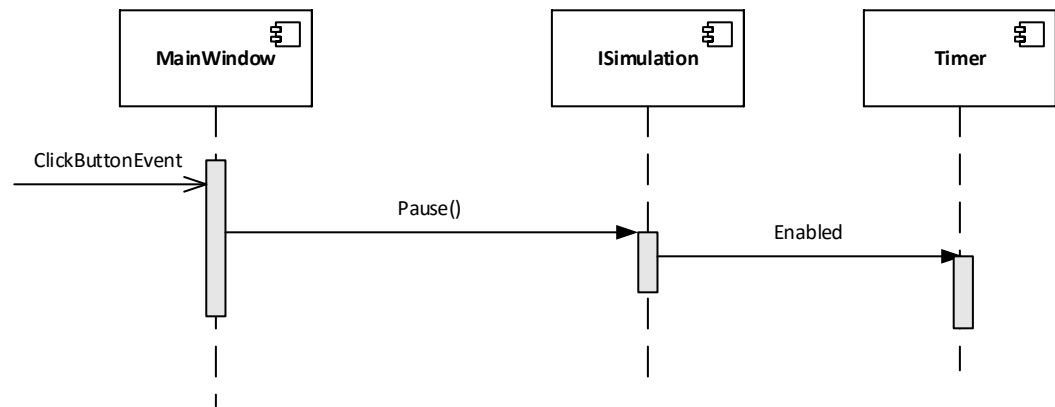 MainWindow
ISimulation
Timer
ClickButtonEvent
Pause()
Enabled